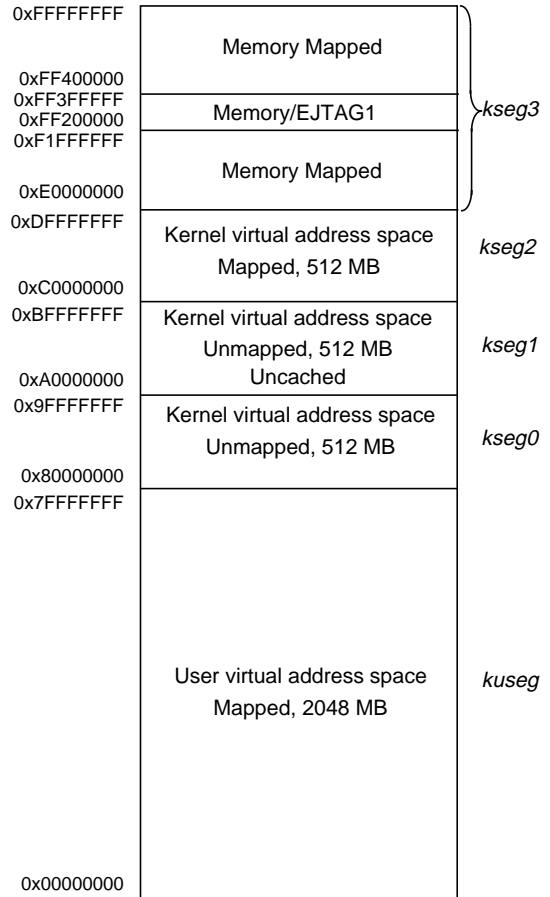 0xFFFFFFFF
Memory Mapped
0xFF400000
0xFF3FFFFF
Memory/EJTAG1
kseg3
0xFF200000
0xF1FFFFFF
Memory Mapped
0xE0000000
0xDFFFFFFF
Kernel virtual address space
Mapped, 512 MB
kseg2
0xC0000000
0xBFFFFFFF
Kernel virtual address space
Unmapped, 512 MB
Uncached
kseg1
0xA0000000
0x9FFFFFFF
Kernel virtual address space
Unmapped, 512 MB
kseg0
0x80000000
0x7FFFFFFF
User virtual address space
Mapped, 2048 MB
kuseg
0x00000000